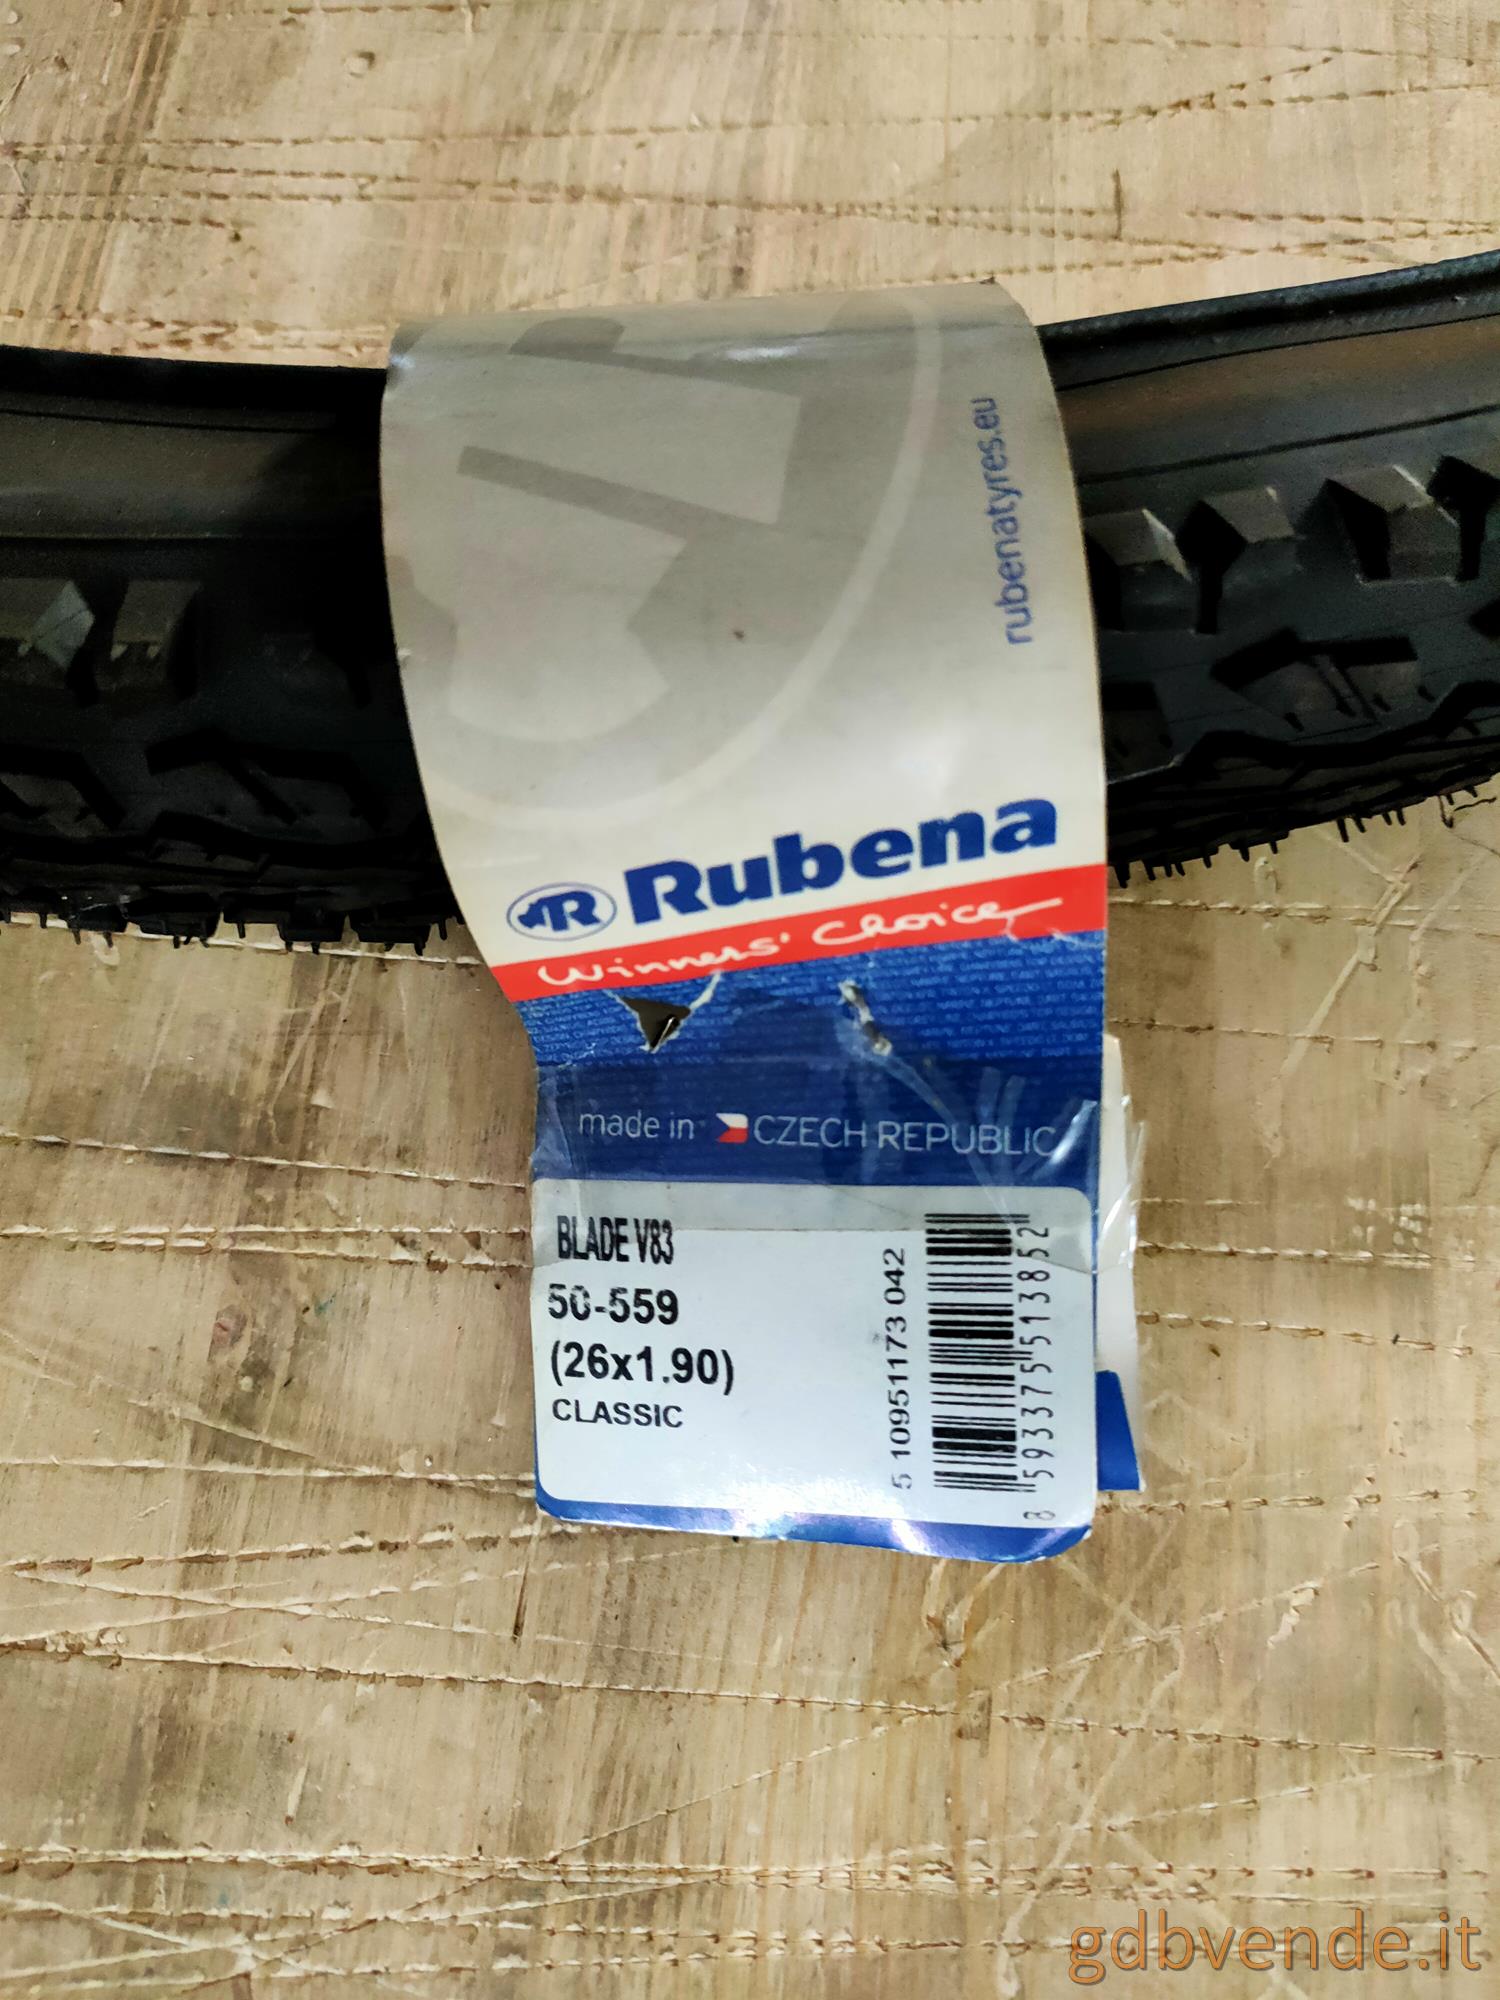 rubenatyres.eu
R Rubena
Winners' Choice
made in CZECH REPUBLIC
BLADE V83
50-559
(26x1.90)
CLASSIC
5 10951173 042
8 593375 513852
gdbvende.it